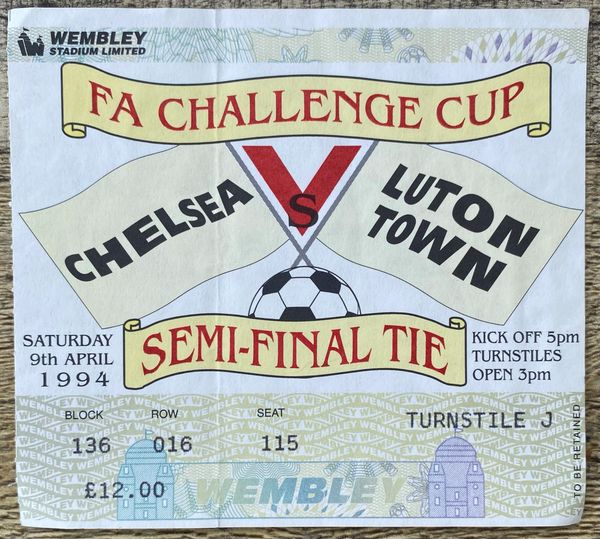 WEMBLEY
STADIUM LIMITED
FA CHALLENGE CUP
CHELSEA
VS
LUTON
TOWN
SEMI-FINAL TIE
SATURDAY
9th APRIL
1994
KICK OFF 5pm
TURNSTILES
OPEN 3pm
BLOCK ROW SEAT
136 016 115
TURNSTILE J
£12.00
WEMBLEY
TO BE RETAINED